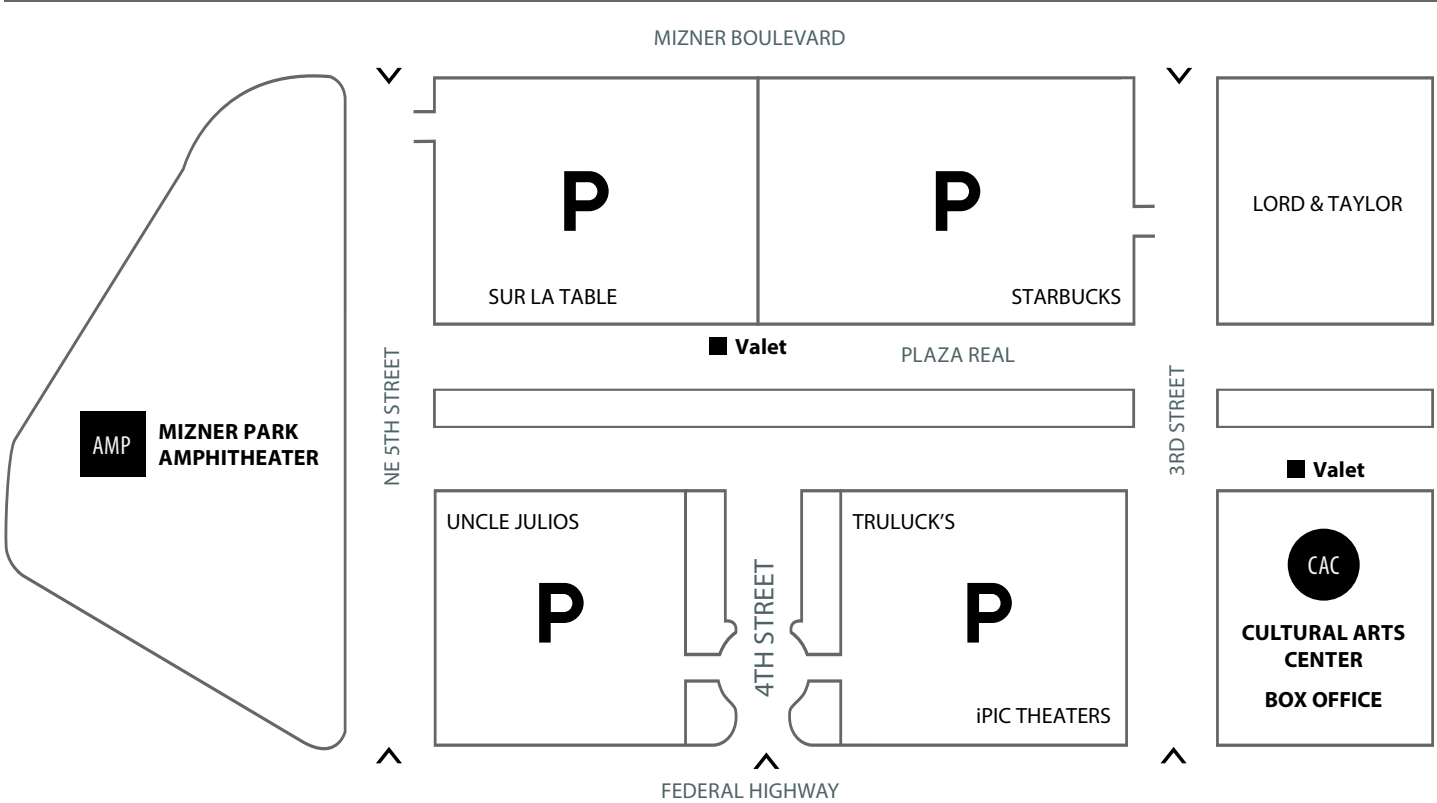 MIZNER BOULEVARD
P
P
LORD & TAYLOR
SUR LA TABLE
STARBUCKS
Valet
PLAZA REAL
NE 5TH STREET
3RD STREET
AMP
MIZNER PARK
AMPHITHEATER
Valet
UNCLE JULIOS
TRULUCK'S
P
4TH STREET
P
CAC
CULTURAL ARTS
CENTER
BOX OFFICE
iPIC THEATERS
FEDERAL HIGHWAY